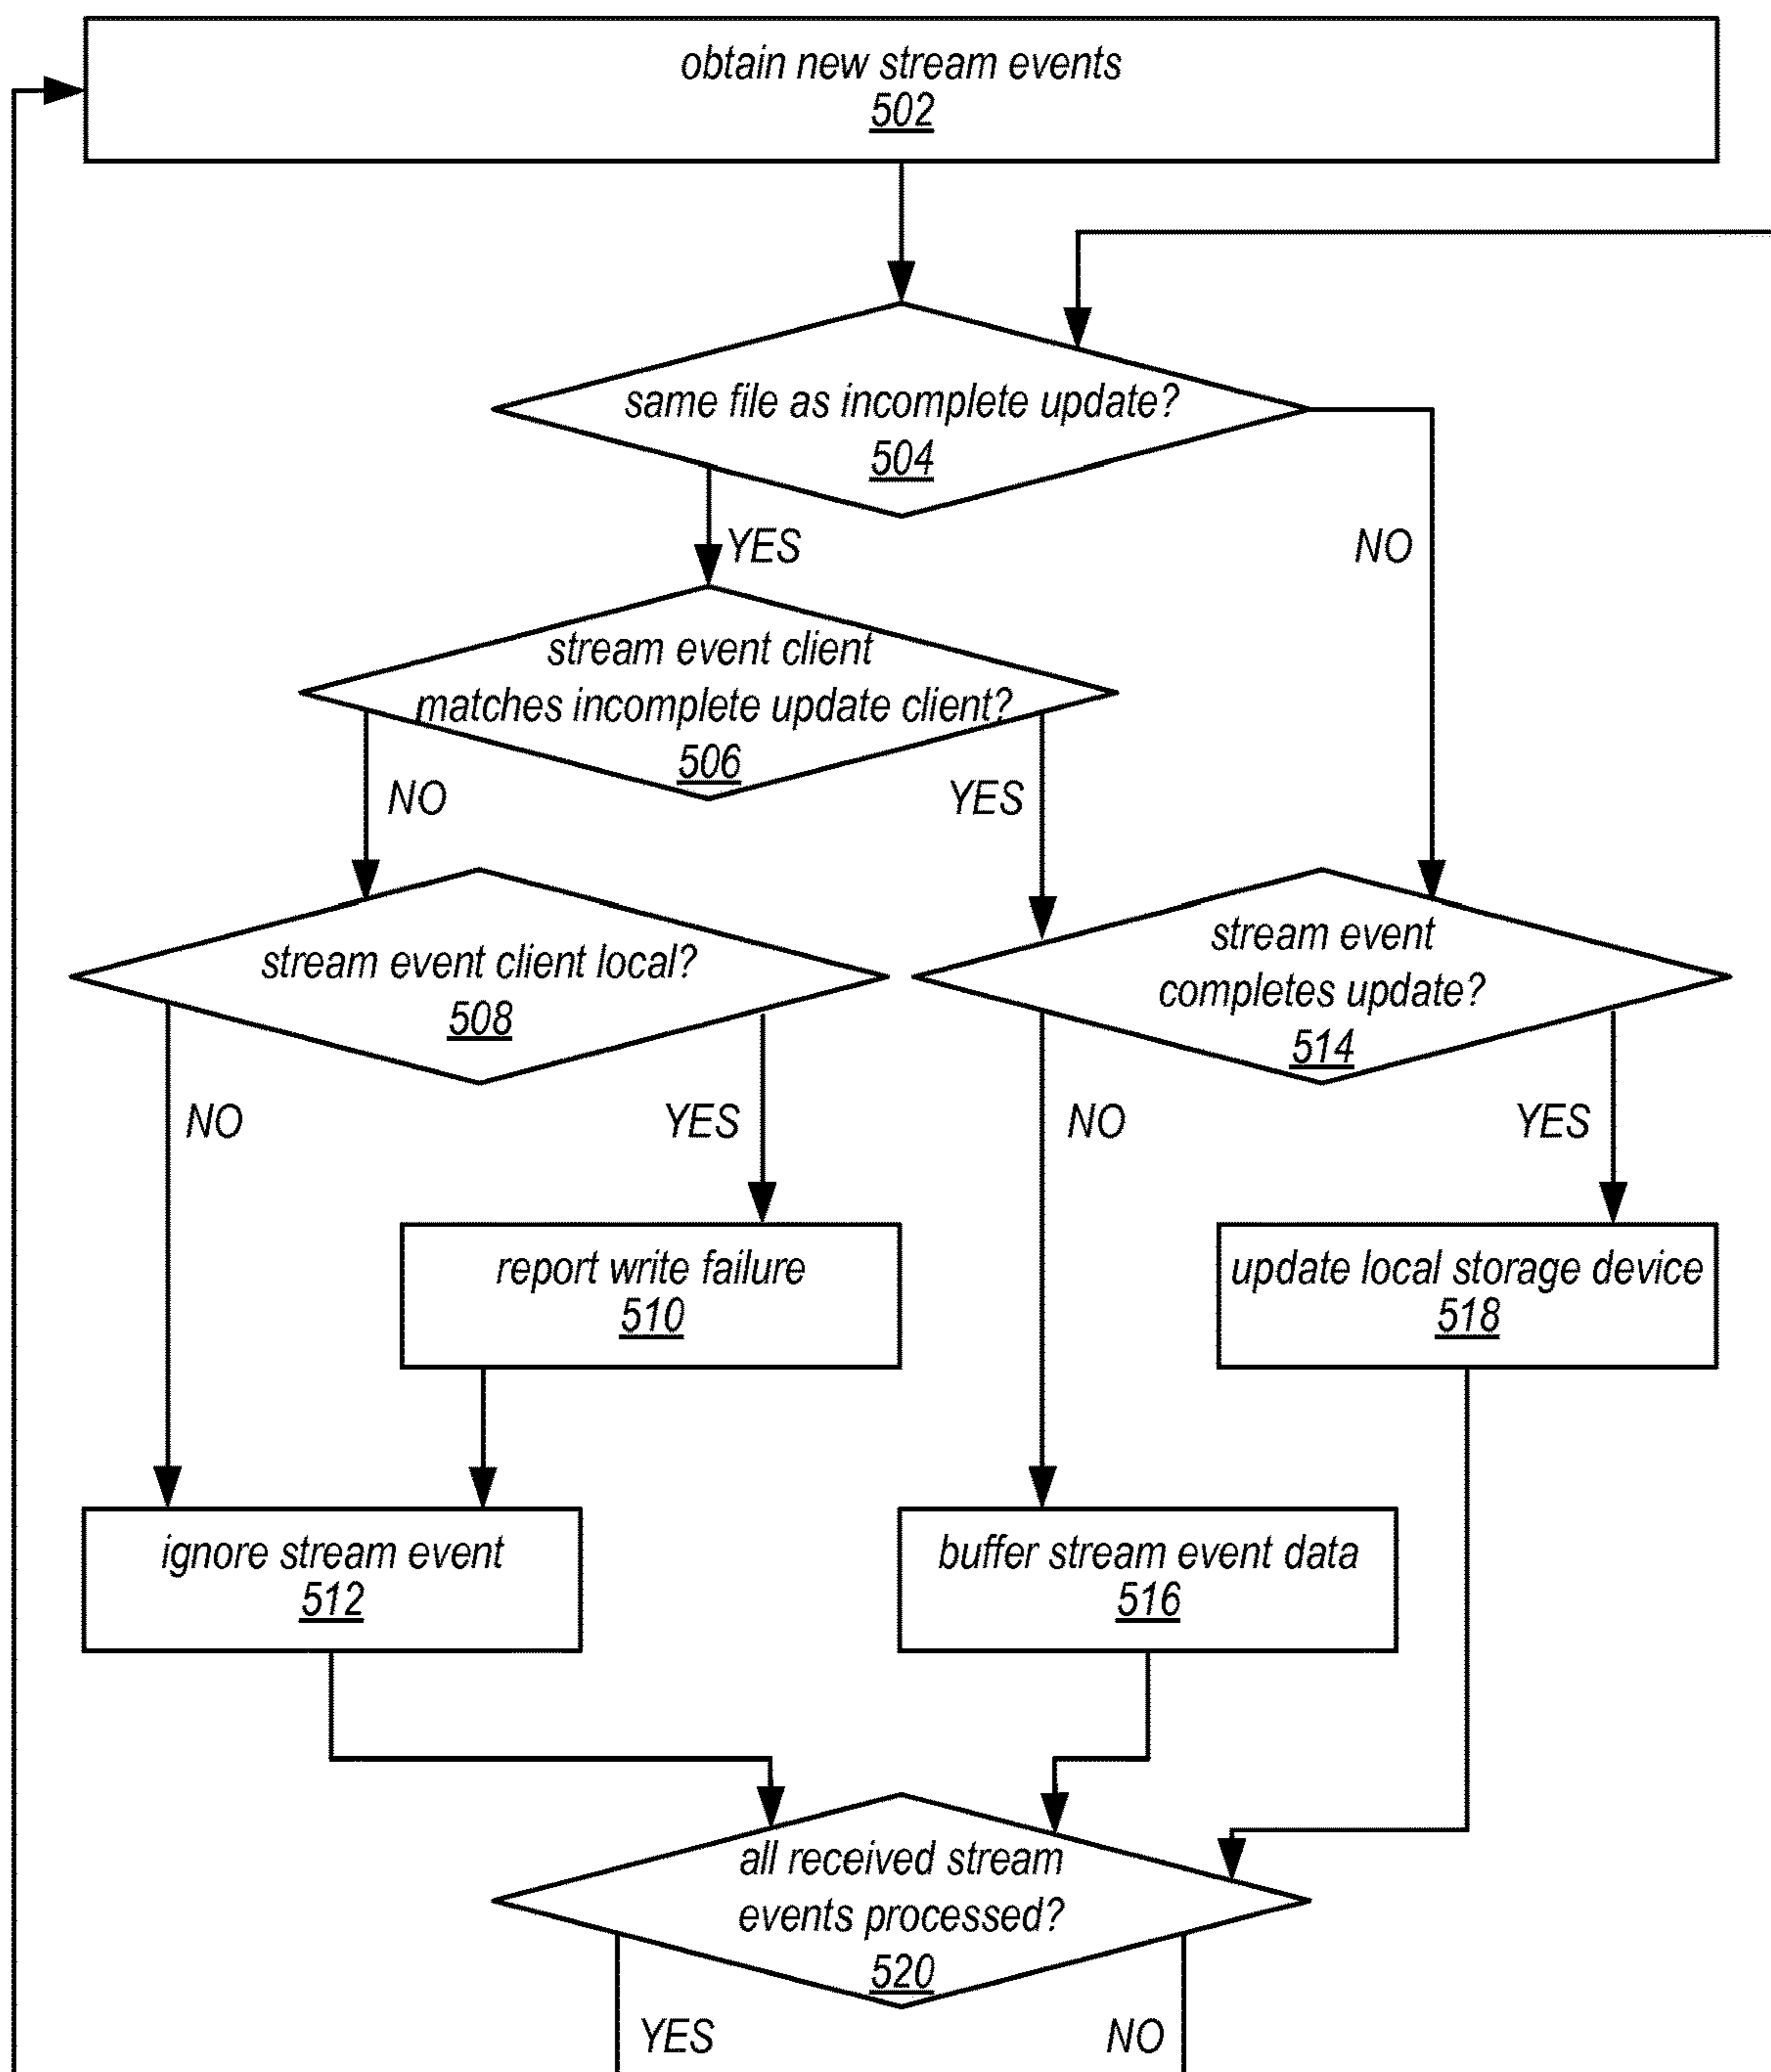 obtain new stream events
502
same file as incomplete update?
504
YES
NO
stream event client
matches incomplete update client?
506
NO
YES
stream event client local?
508
stream event
completes update?
514
NO
YES
NO
YES
report write failure
510
update local storage device
518
ignore stream event
512
buffer stream event data
516
all received stream
events processed?
520
YES
NO